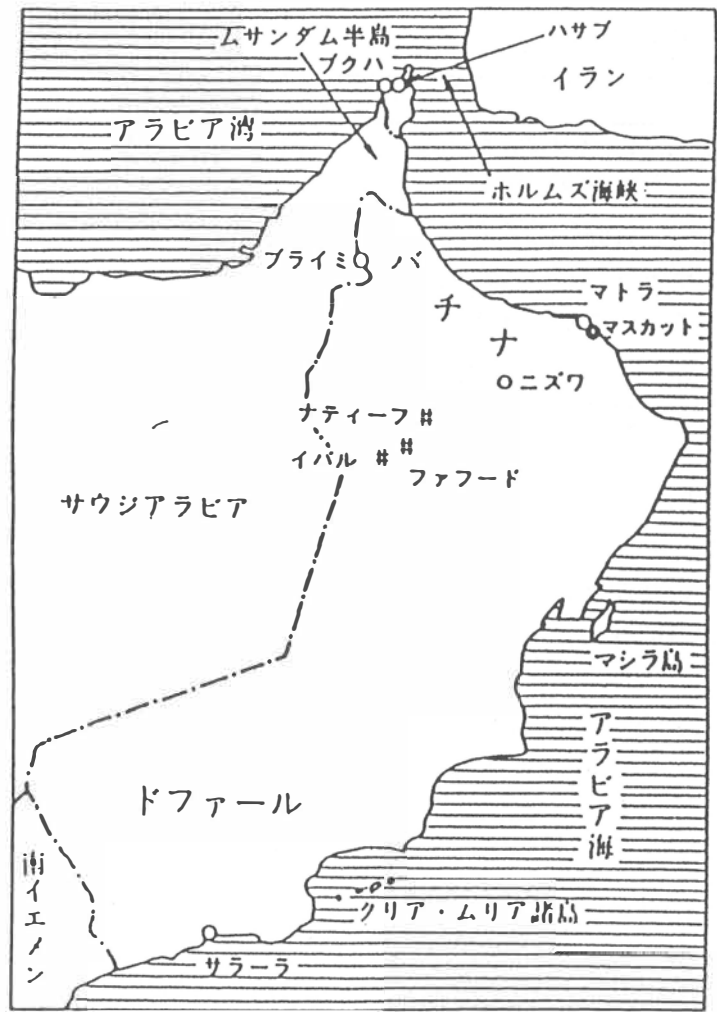 ムサンダム半島
ハサブ
ブクハ
イラン
アラビア湾
ホルムズ海峡
ブライミ
バ
チ
ナ
マトラ
マスカット
ニズワ
ナティーフ #
イバル # #
ファフード
サウジアラビア
マシラ島
アラビア海
ドファール
南イエメン
クリア・ムリア諸島
サラーラ